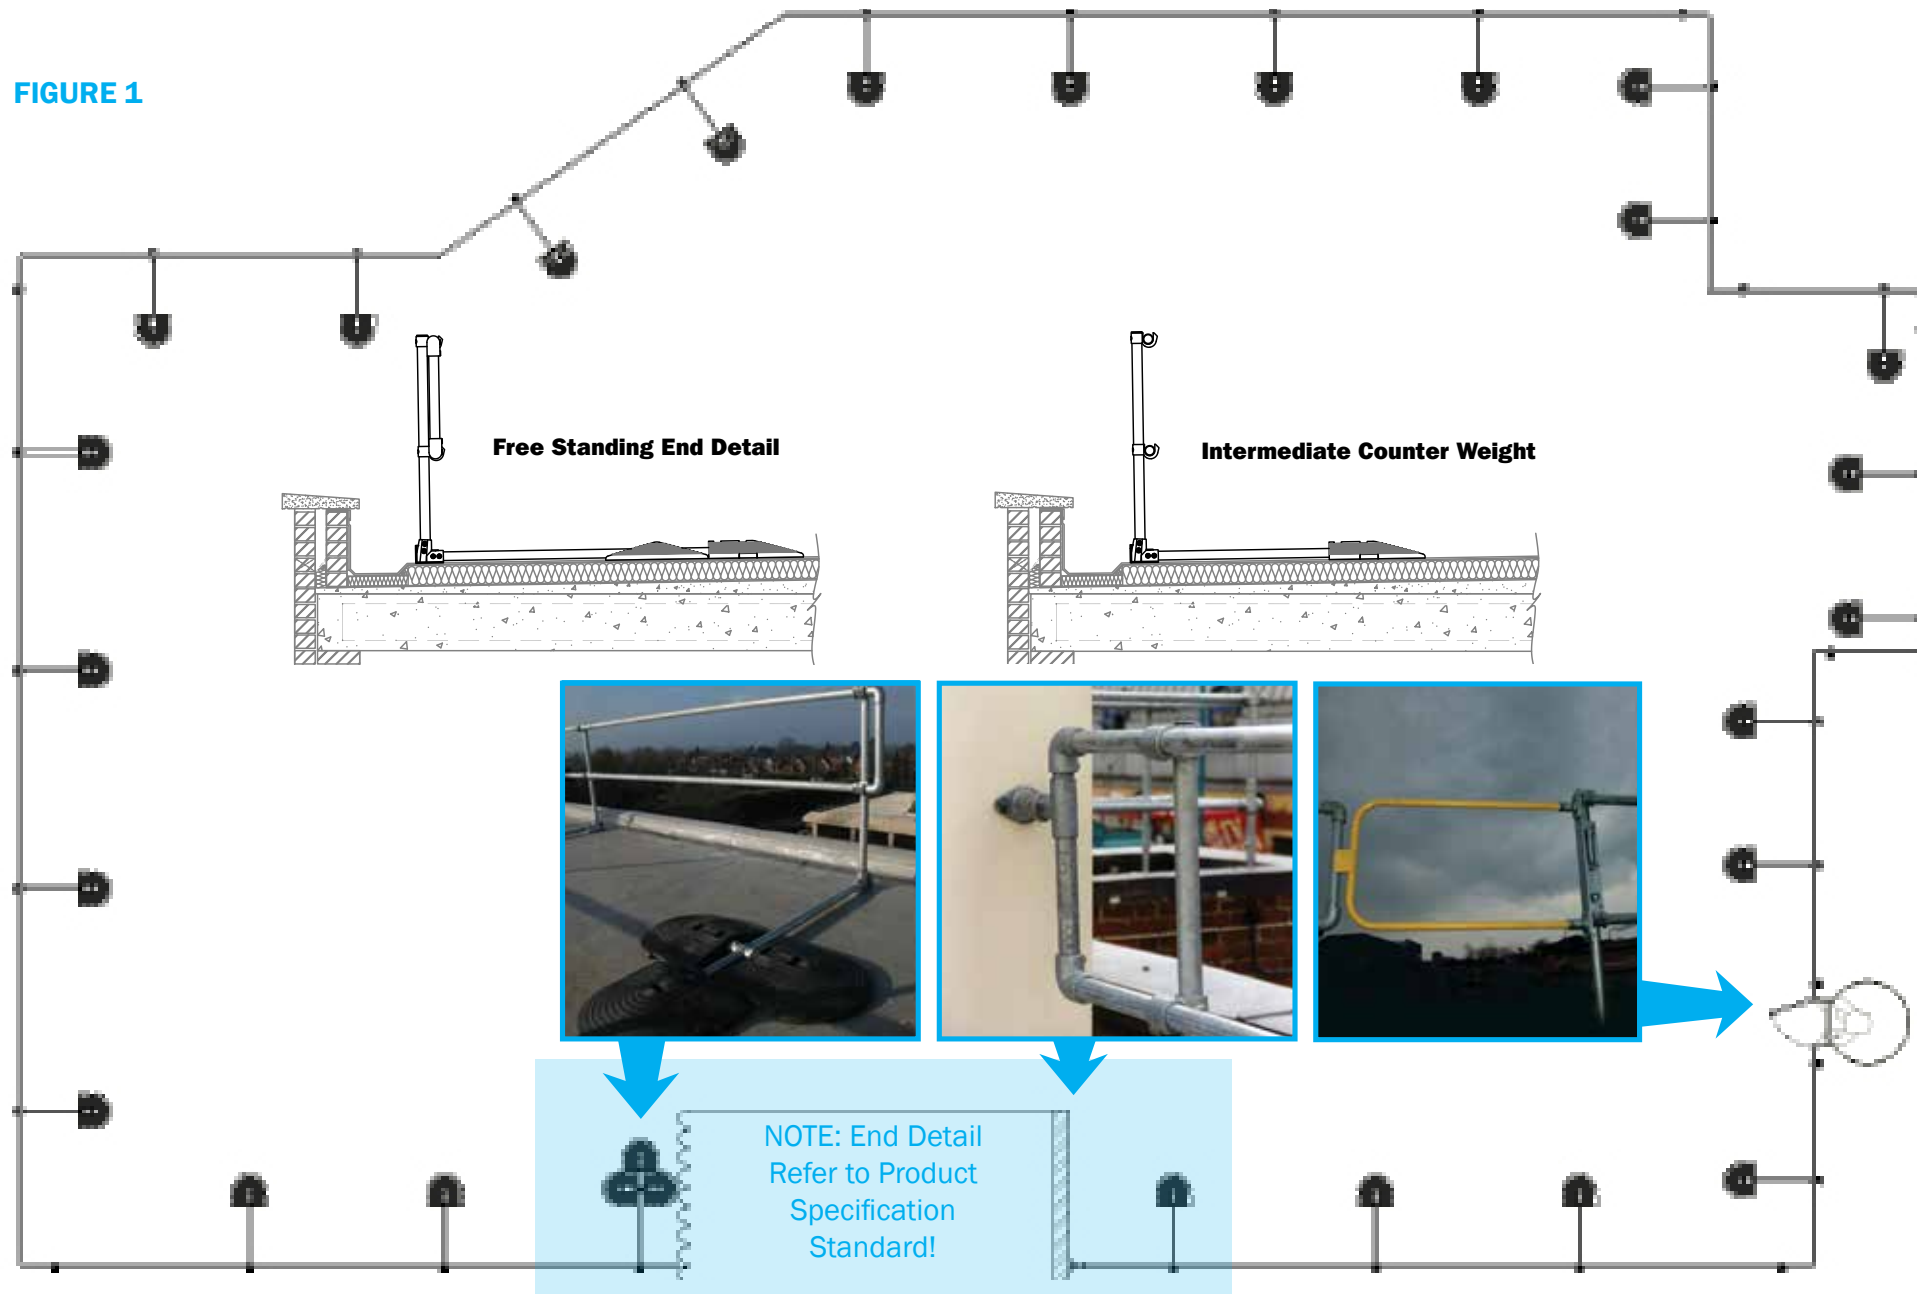 FIGURE 1
Free Standing End Detail
Intermediate Counter Weight
NOTE: End Detail
Refer to Product
Specification
Standard!